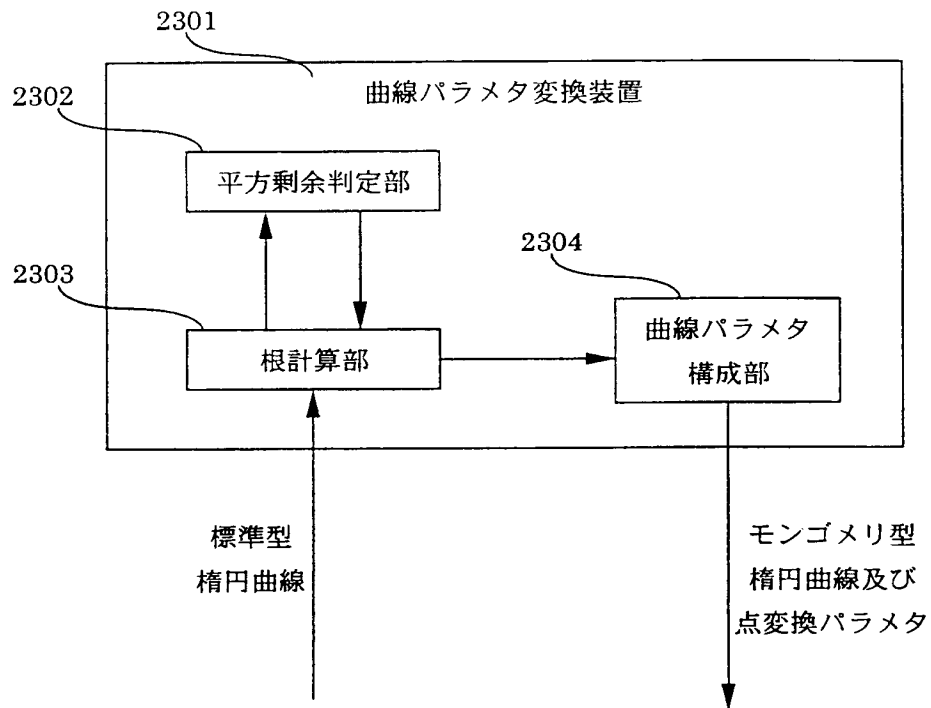 2301
曲線パラメタ変換装置
2302
平方剰余判定部
2304
2303
曲線パラメタ
構成部
根計算部
標準型
楕円曲線
モンゴメリ型
楕円曲線及び
点変換パラメタ